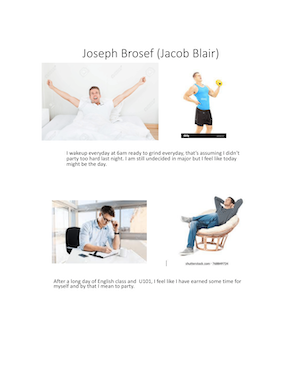 Joseph Brosef (Jacob Blair)
I wakeup everyday at 6am ready to grind everyday, that's assuming I didn't
party too hard last night. I am still undecided in major but I feel like today
might be the day.
shutterstock.com · 748849724
After a long day of English class and U101, I feel like I have earned some time for
myself and by that I mean to party.